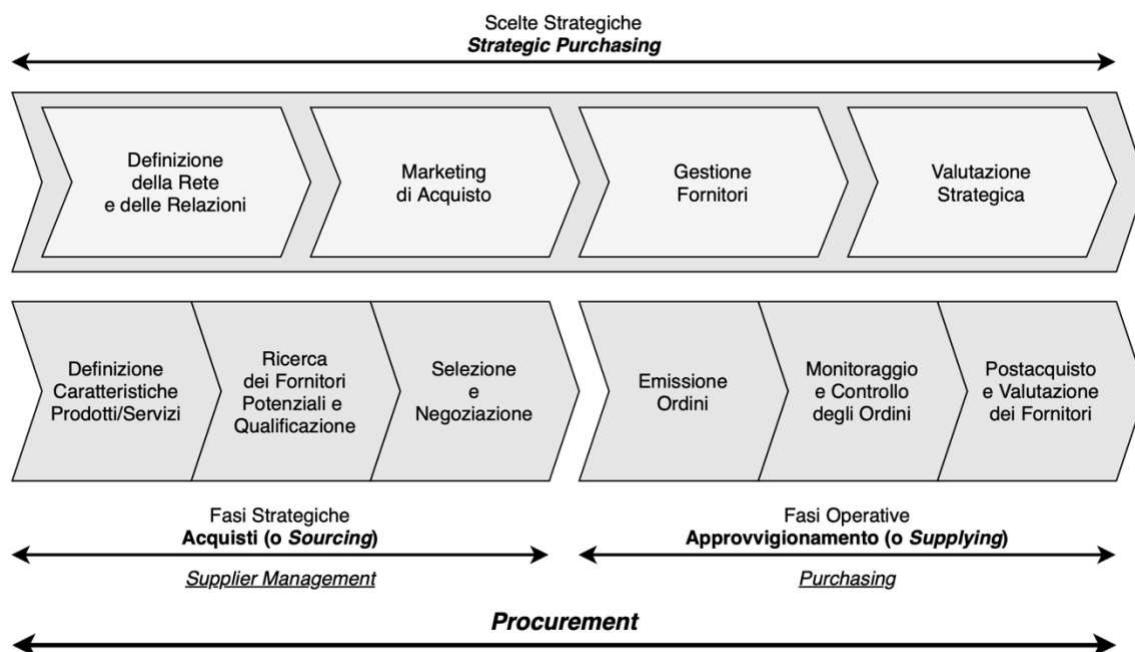 Scelte Strategiche
Strategic Purchasing
Definizione
della Rete
e delle Relazioni
Marketing
di Acquisto
Gestione
Fornitori
Valutazione
Strategica
Definizione
Caratteristiche
Prodotti/Servizi
Ricerca
dei Fornitori
Potenziali e
Qualificazione
Selezione
e
Negoziazione
Emissione
Ordini
Monitoraggio
e Controllo
degli Ordini
Postacquisto
e Valutazione
dei Fornitori
Fasi Strategiche
Acquisti (o Sourcing)
Supplier Management
Fasi Operative
Approvvigionamento (o Supplying)
Purchasing
Procurement